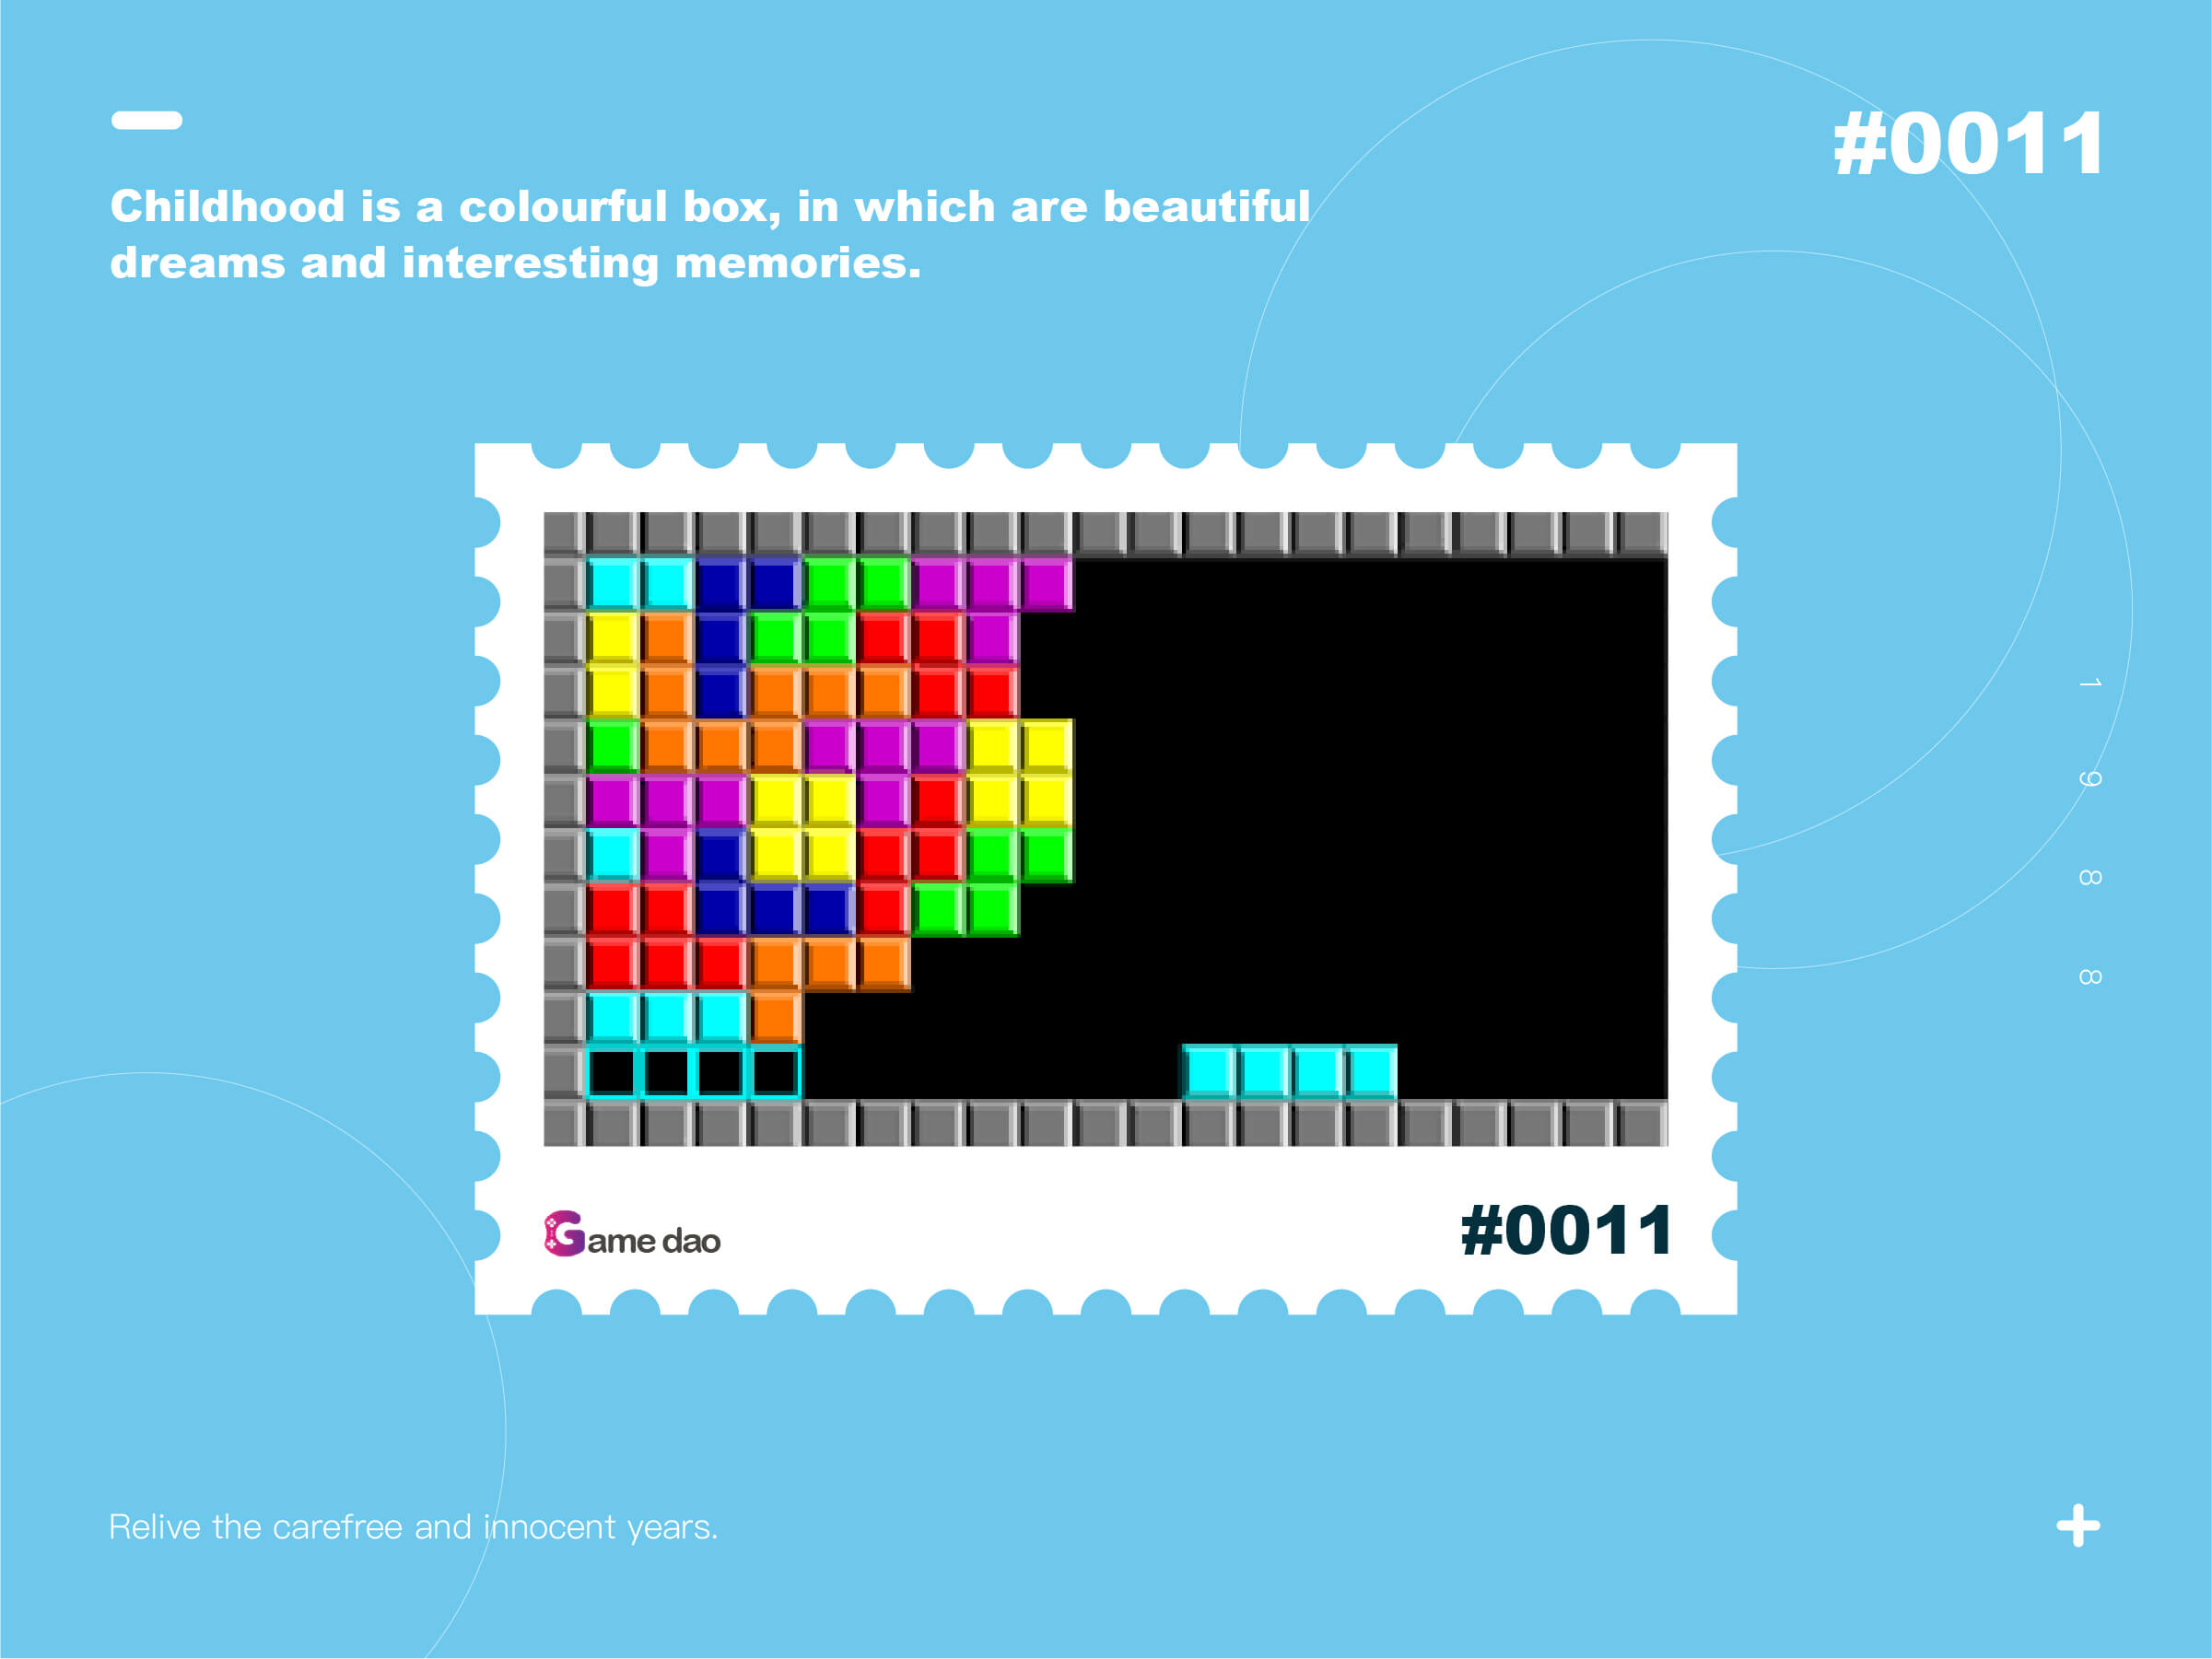 #0011
Childhood is a colourful box, in which are beautiful
dreams and interesting memories.
1
9
8
8
Game dao
#0011
Relive the carefree and innocent years.